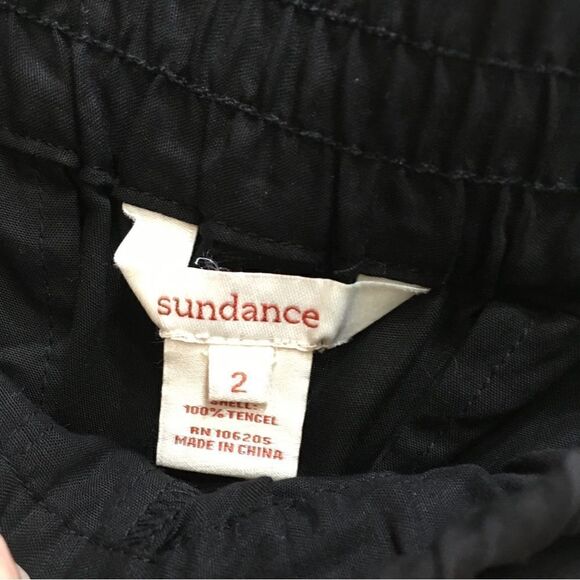 sundance
2
SHELL:
100% TENCEL
RN 106205
MADE IN CHINA